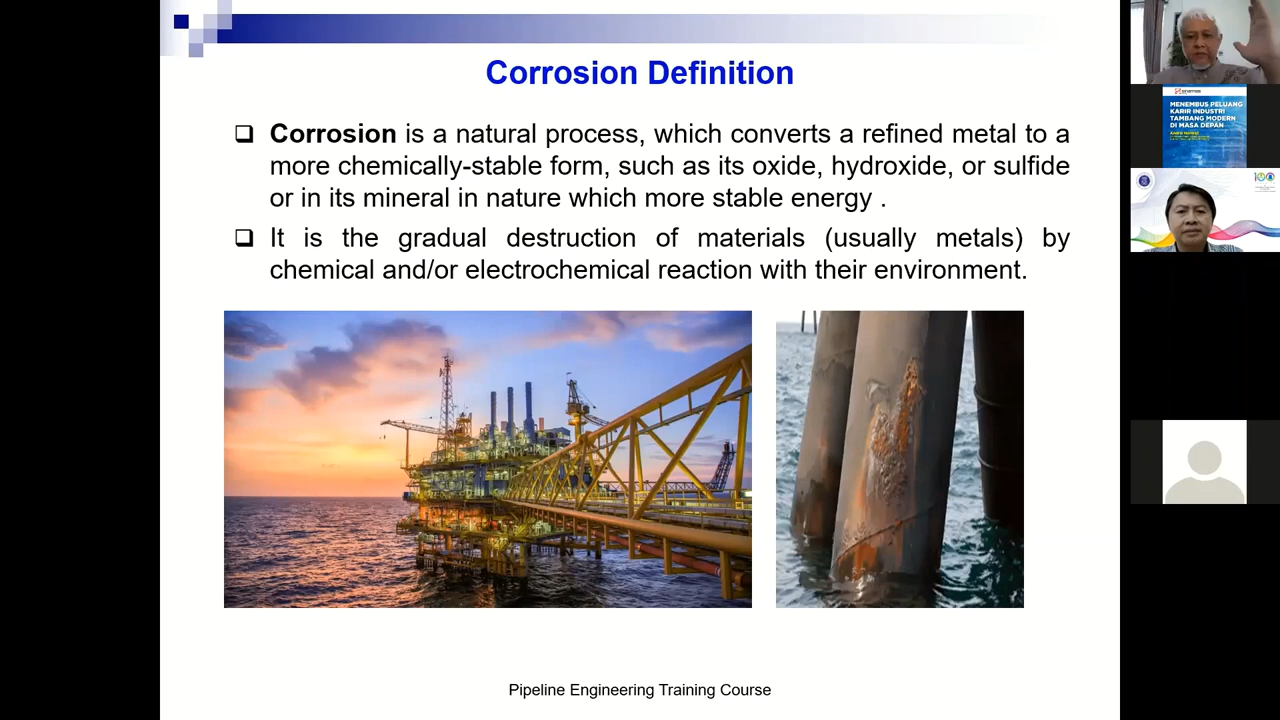 Corrosion Definition
Corrosion is a natural process, which converts a refined metal to a
more chemically-stable form, such as its oxide, hydroxide, or sulfide
or in its mineral in nature which more stable energy .
It is the gradual destruction of materials (usually metals) by
chemical and/or electrochemical reaction with their environment.
Pipeline Engineering Training Course
sinarmas
MENEMBUS PELUANG
KARIR INDUSTRI
TAMBANG MODERN
DI MASA DEPAN